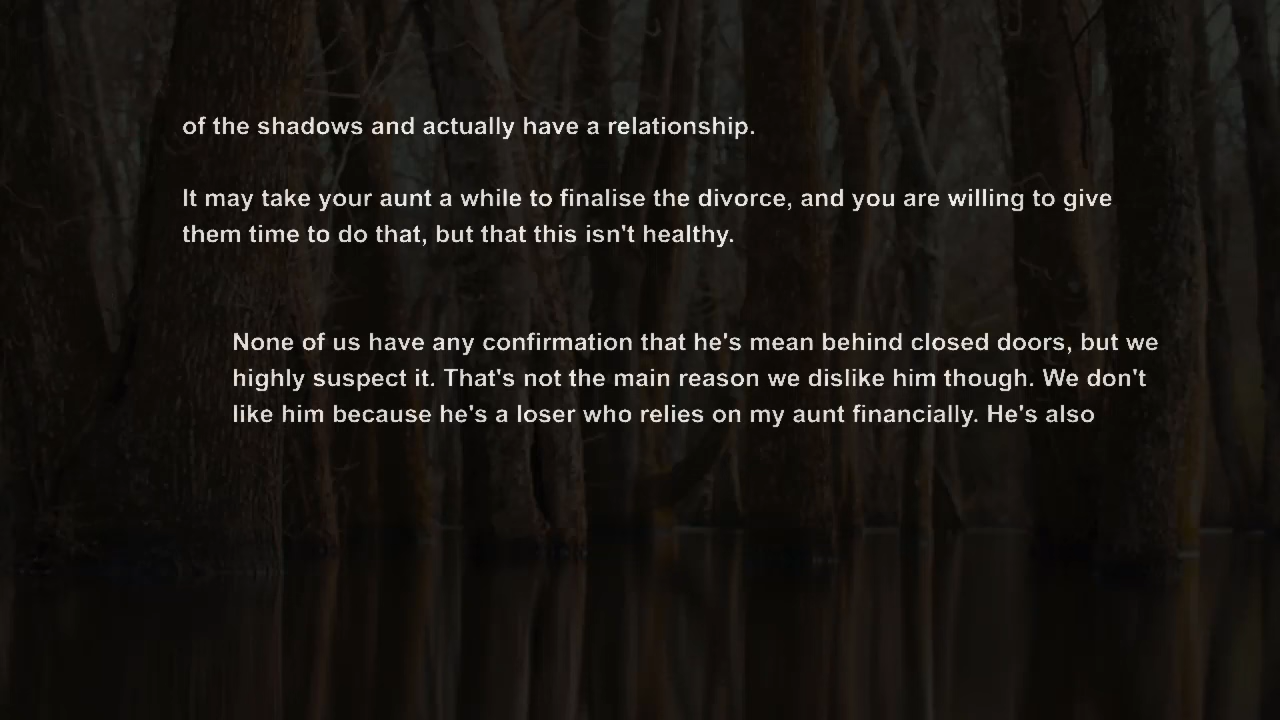 of the shadows and actually have a relationship.
It may take your aunt a while to finalise the divorce, and you are willing to give
them time to do that, but that this isn't healthy.
None of us have any confirmation that he's mean behind closed doors, but we
highly suspect it. That's not the main reason we dislike him though. We don't
like him because he's a loser who relies on my aunt financially. He's also